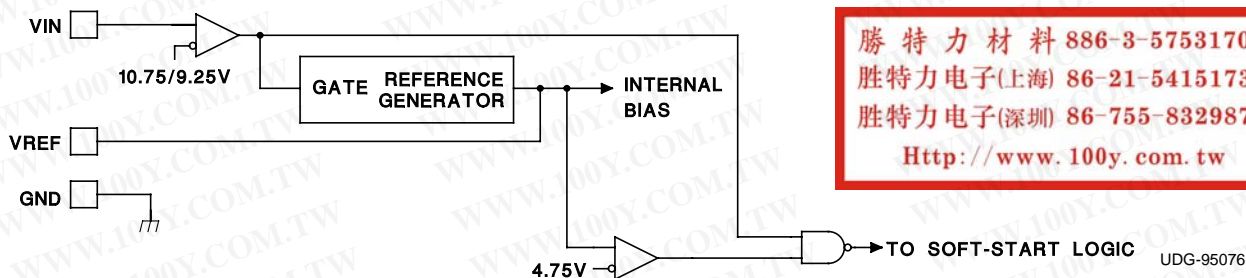 VIN
10.75/9.25V
GATE REFERENCE
GENERATOR
INTERNAL
BIAS
VREF
GND
4.75V
TO SOFT-START LOGIC
UDG-95076
勝 特 力 材 料 886-3-5753170
胜特力电子(上海) 86-21-5415173
胜特力电子(深圳) 86-755-832987
Http://www.100y.com.tw
WWW.100Y.COM.TW